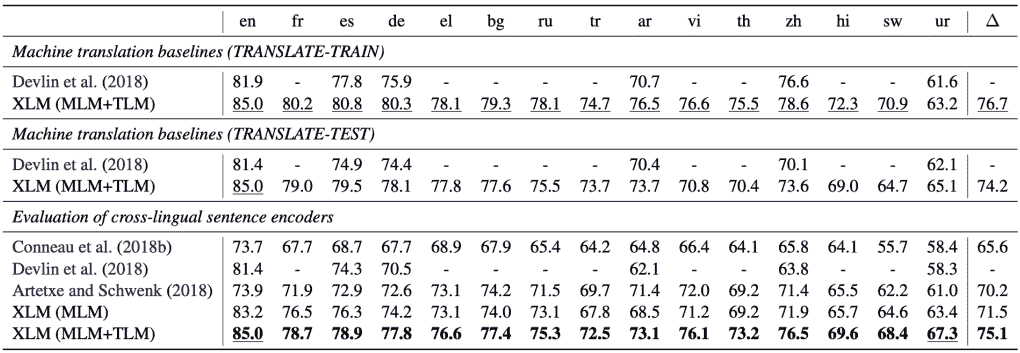 en fr es de el bg ru tr ar vi th zh hi sw ur Δ
Machine translation baselines (TRANSLATE-TRAIN)
Devlin et al. (2018) 81.9 - 77.8 75.9 - - - - 70.7 - - 76.6 - - 61.6 -
XLM (MLM+TLM) 85.0 80.2 80.8 80.3 78.1 79.3 78.1 74.7 76.5 76.6 75.5 78.6 72.3 70.9 63.2 76.7
Machine translation baselines (TRANSLATE-TEST)
Devlin et al. (2018) 81.4 - 74.9 74.4 - - - - 70.4 - - 70.1 - - 62.1 -
XLM (MLM+TLM) 85.0 79.0 79.5 78.1 77.8 77.6 75.5 73.7 73.7 70.8 70.4 73.6 69.0 64.7 65.1 74.2
Evaluation of cross-lingual sentence encoders
Conneau et al. (2018b) 73.7 67.7 68.7 67.7 68.9 67.9 65.4 64.2 64.8 66.4 64.1 65.8 64.1 55.7 58.4 65.6
Devlin et al. (2018) 81.4 - 74.3 70.5 - - - - 62.1 - - 63.8 - - 58.3 -
Artetxe and Schwenk (2018) 73.9 71.9 72.9 72.6 73.1 74.2 71.5 69.7 71.4 72.0 69.2 71.4 65.5 62.2 61.0 70.2
XLM (MLM) 83.2 76.5 76.3 74.2 73.1 74.0 73.1 67.8 68.5 71.2 69.2 71.9 65.7 64.6 63.4 71.5
XLM (MLM+TLM) 85.0 78.7 78.9 77.8 76.6 77.4 75.3 72.5 73.1 76.1 73.2 76.5 69.6 68.4 67.3 75.1